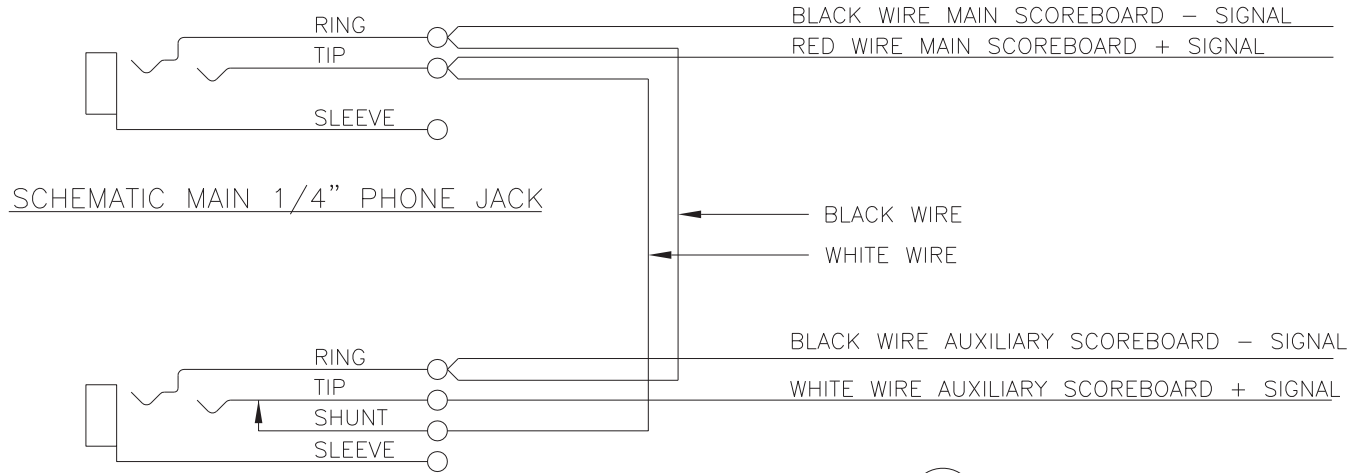 RING
BLACK WIRE MAIN SCOREBOARD – SIGNAL
TIP
RED WIRE MAIN SCOREBOARD + SIGNAL
SLEEVE
SCHEMATIC MAIN 1/4” PHONE JACK
BLACK WIRE
WHITE WIRE
RING
BLACK WIRE AUXILIARY SCOREBOARD – SIGNAL
TIP
WHITE WIRE AUXILIARY SCOREBOARD + SIGNAL
SHUNT
SLEEVE